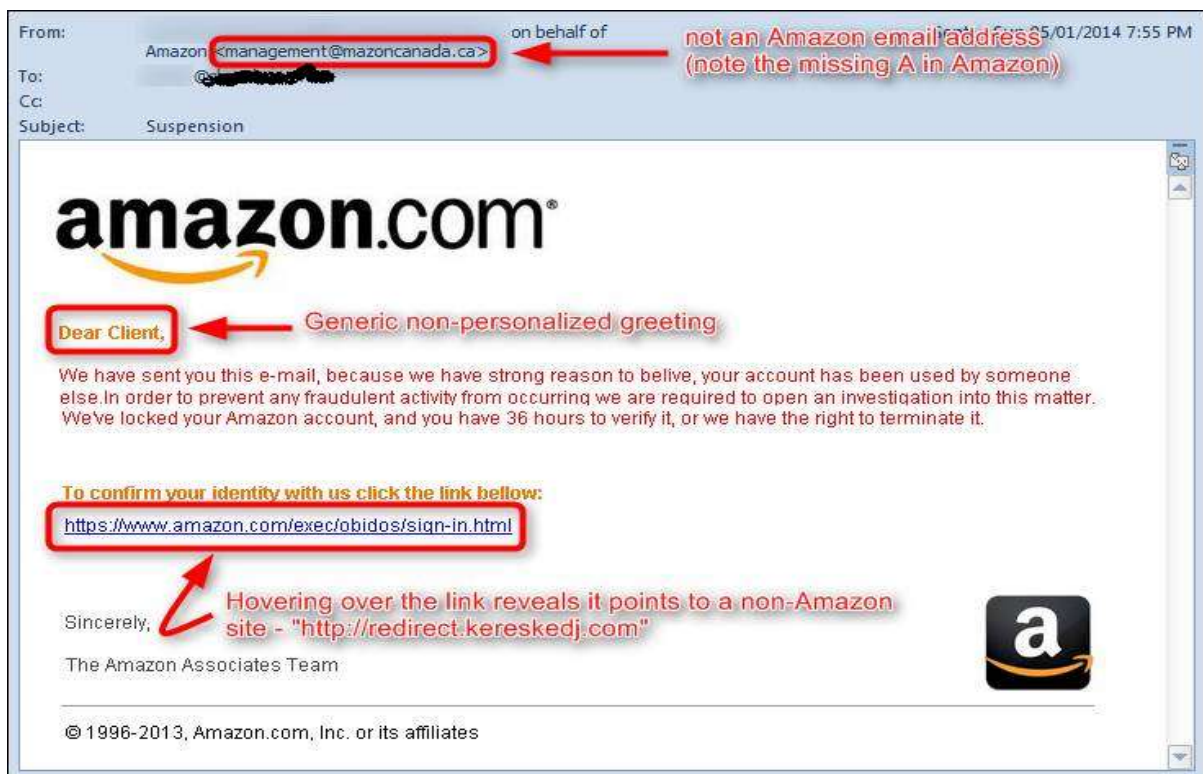 From: on behalf of
Amazon <management@mazoncanada.ca>
not an Amazon email address
(note the missing A in Amazon)
05/01/2014 7:55 PM
To:
Cc:
Subject: Suspension
amazon.com®
Dear Client,
Generic non-personalized greeting
We have sent you this e-mail, because we have strong reason to belive, your account has been used by someone
else.In order to prevent any fraudulent activity from occurring we are required to open an investigation into this matter.
We've locked your Amazon account, and you have 36 hours to verify it, or we have the right to terminate it.
To confirm your identity with us click the link bellow:
https://www.amazon.com/exec/obidos/sign-in.html
Hovering over the link reveals it points to a non-Amazon
site - "http://redirect.kereskedj.com"
Sincerely,
The Amazon Associates Team
a
© 1996-2013, Amazon.com, Inc. or its affiliates